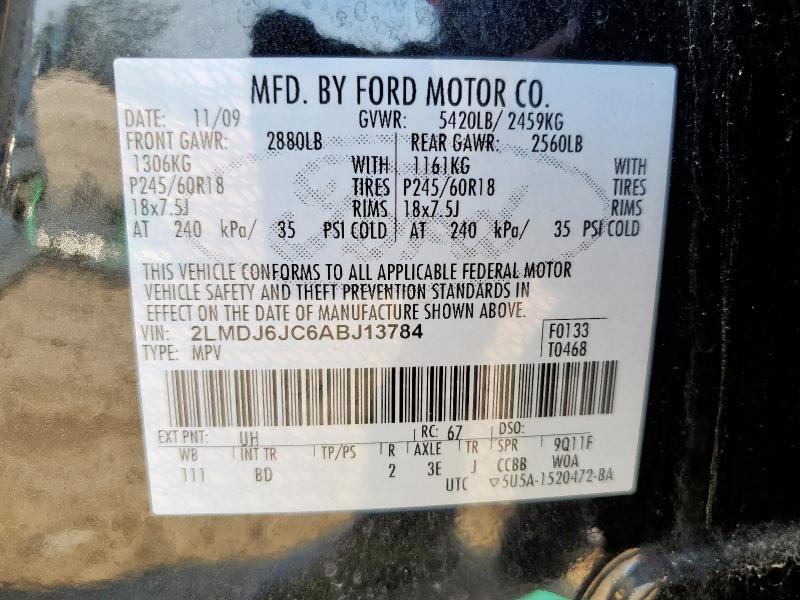 MFD. BY FORD MOTOR CO.
DATE: 11/09 GVWR: 5420LB/ 2459KG
FRONT GAWR: 2880LB REAR GAWR: 2560LB
1306KG WITH 1161KG WITH
P245/60R18 TIRES P245/60R18 TIRES
18x7.5J RIMS 18x7.5J RIMS
AT 240 kPa/ 35 PSI COLD AT 240 kPa/ 35 PSI COLD
THIS VEHICLE CONFORMS TO ALL APPLICABLE FEDERAL MOTOR
VEHICLE SAFETY AND THEFT PREVENTION STANDARDS IN
EFFECT ON THE DATE OF MANUFACTURE SHOWN ABOVE.
VIN: 2LMDJ6JC6ABJ13784 F0133
TYPE: MPV T0468
EXT PNT: UH RC: 67 DSO:
WB INT TR TP/PS R AXLE TR SPR 9Q11F
111 BD 2 3E J CCBB WOA
UTC ▽5U5A-1520472-BA